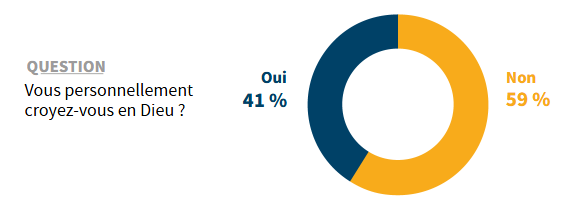 QUESTION
Vous personnellement
croyez-vous en Dieu ?
Oui
41 %
Non
59 %